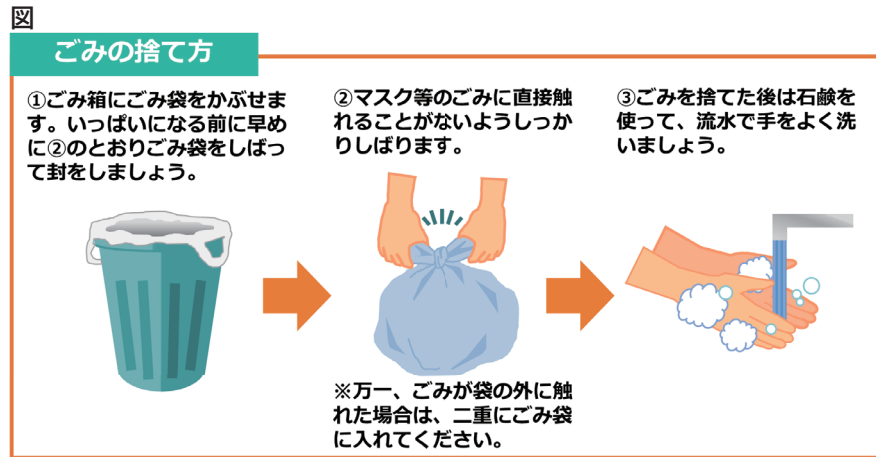 図
ごみの捨て方
①ごみ箱にごみ袋をかぶせま
す。いっぱいになる前に早め
に②のとおりごみ袋をしばっ
て封をしましょう。
②マスク等のごみに直接触
れることがないようしっか
りしばります。
※万一、ごみが袋の外に触
れた場合は、二重にごみ袋
に入れてください。
③ごみを捨てた後は石鹸を
使って、流水で手をよく洗
いましょう。